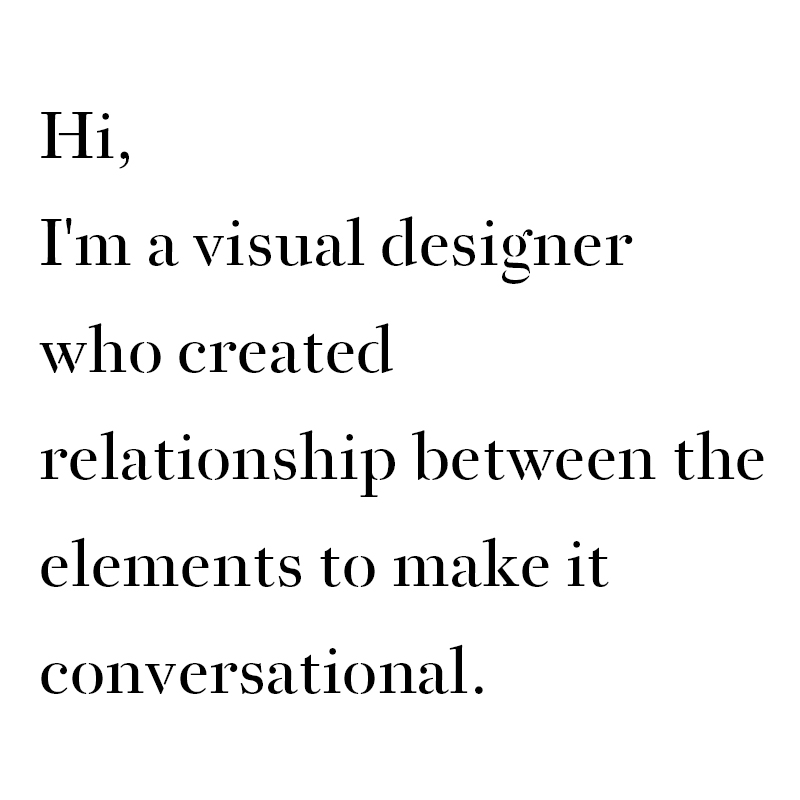 Hi,
I'm a visual designer
who created
relationship between the
elements to make it
conversational.